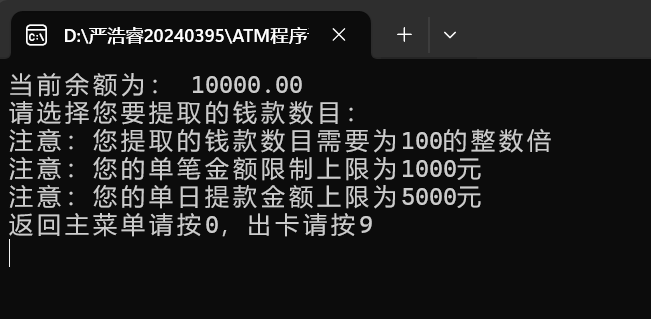 D:\严浩睿20240395\ATM程序
当前余额为： 10000.00
请选择您要提取的钱款数目：
注意：您提取的钱款数目需要为100的整数倍
注意：您的单笔金额限制上限为1000元
注意：您的单日提款金额上限为5000元
返回主菜单请按0，出卡请按9